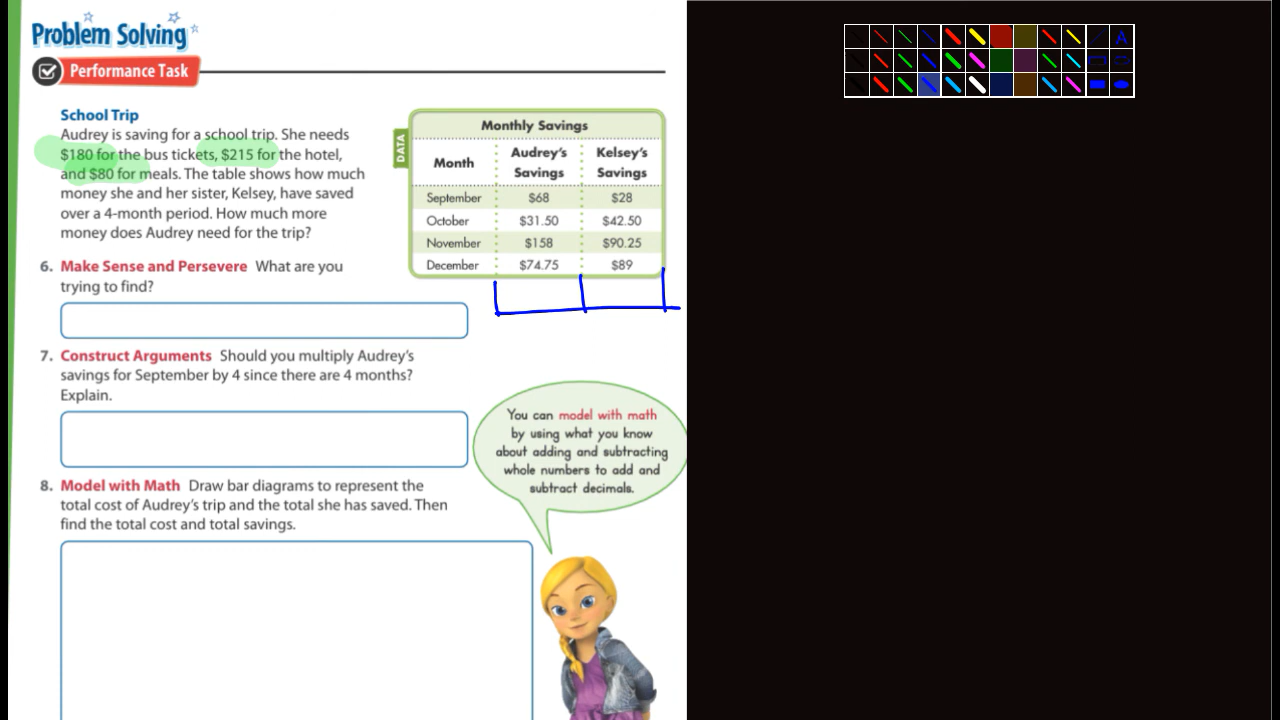 Problem Solving
Performance Task
School Trip
Audrey is saving for a school trip. She needs
$180 for the bus tickets, $215 for the hotel,
and $80 for meals. The table shows how much
money she and her sister, Kelsey, have saved
over a 4-month period. How much more
money does Audrey need for the trip?
DATA
Monthly Savings
Month Audrey's Savings Kelsey's Savings
September $68 $28
October $31.50 $42.50
November $158 $90.25
December $74.75 $89
6. Make Sense and Persevere What are you
trying to find?
7. Construct Arguments Should you multiply Audrey's
savings for September by 4 since there are 4 months?
Explain.
You can model with math
by using what you know
about adding and subtracting
whole numbers to add and
subtract decimals.
8. Model with Math Draw bar diagrams to represent the
total cost of Audrey's trip and the total she has saved. Then
find the total cost and total savings.
A